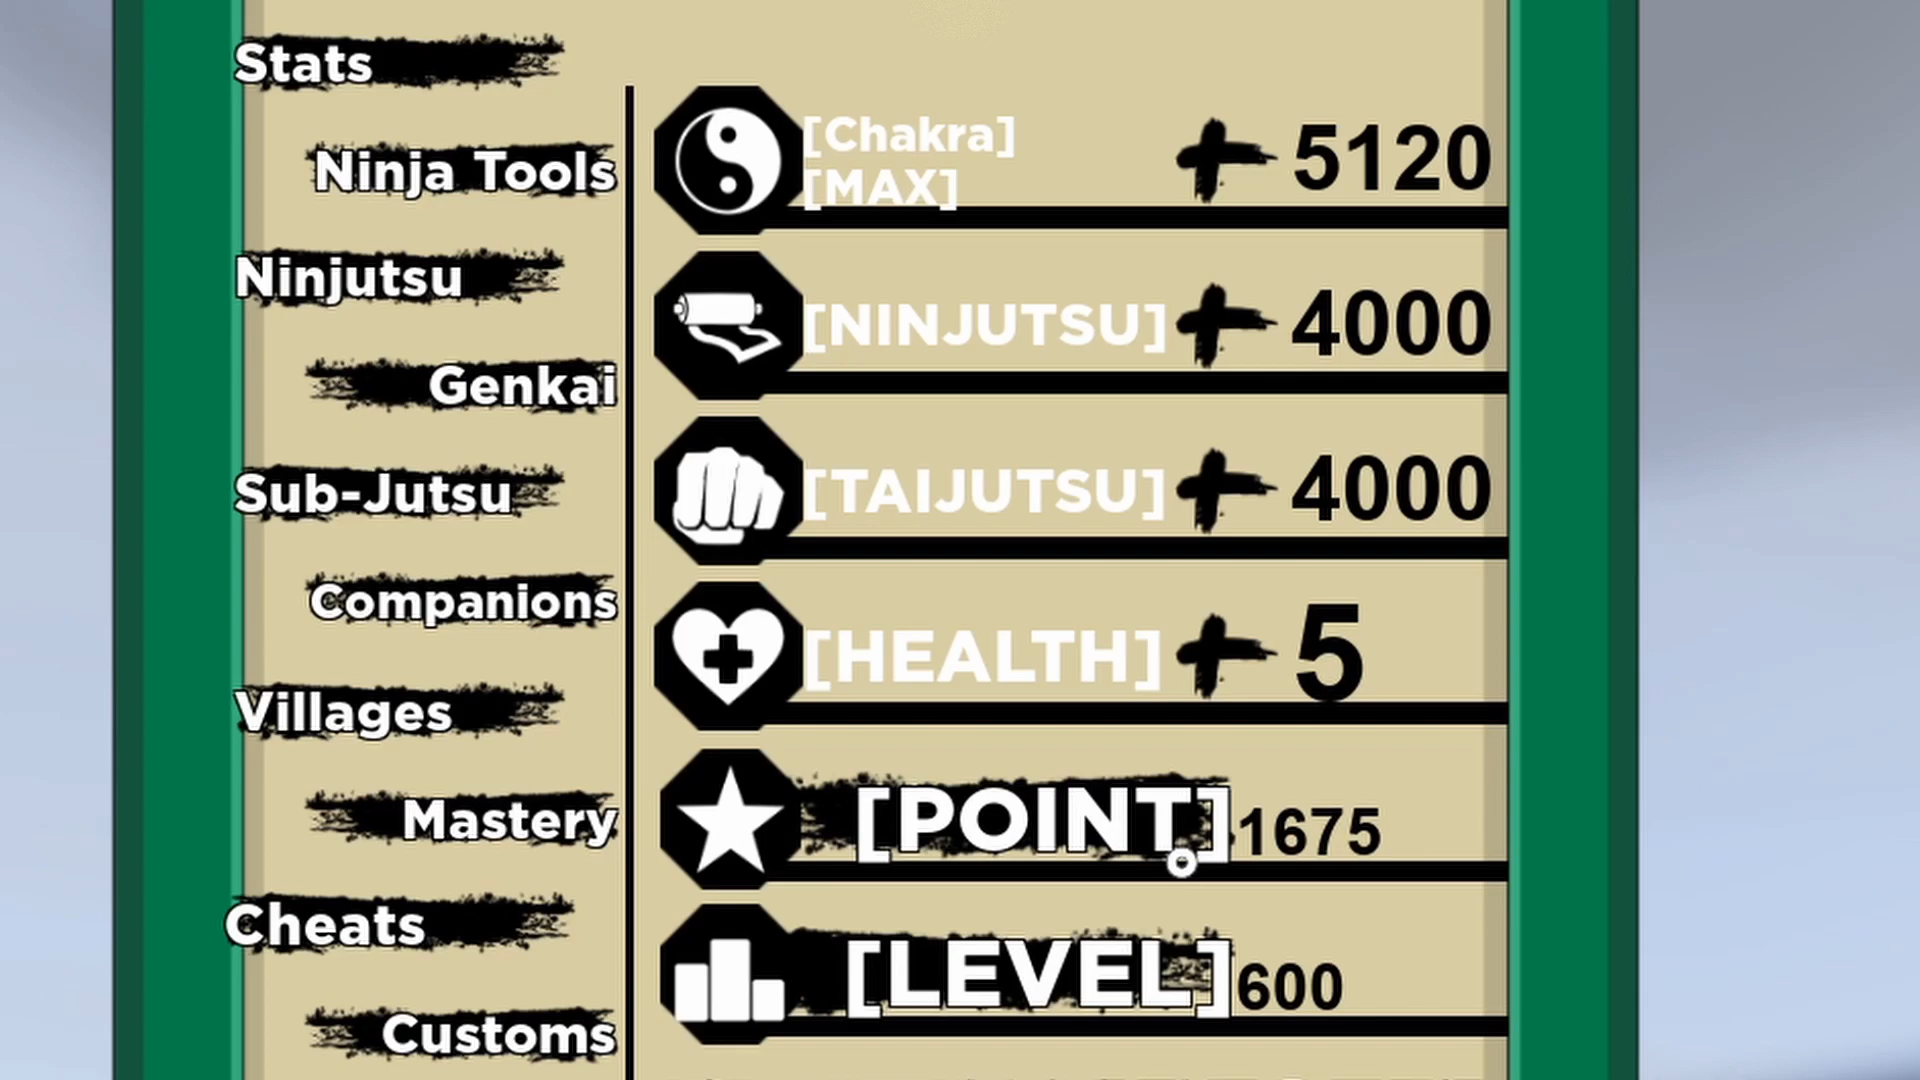 Stats
Ninja Tools
Ninjutsu
Genkai
Sub-Jutsu
Companions
Villages
Mastery
Cheats
Customs
[Chakra] 5120
[MAX]
[NINJUTSU] 4000
[TAIJUTSU] 4000
[HEALTH] 5
[POINT] 1675
[LEVEL] 600